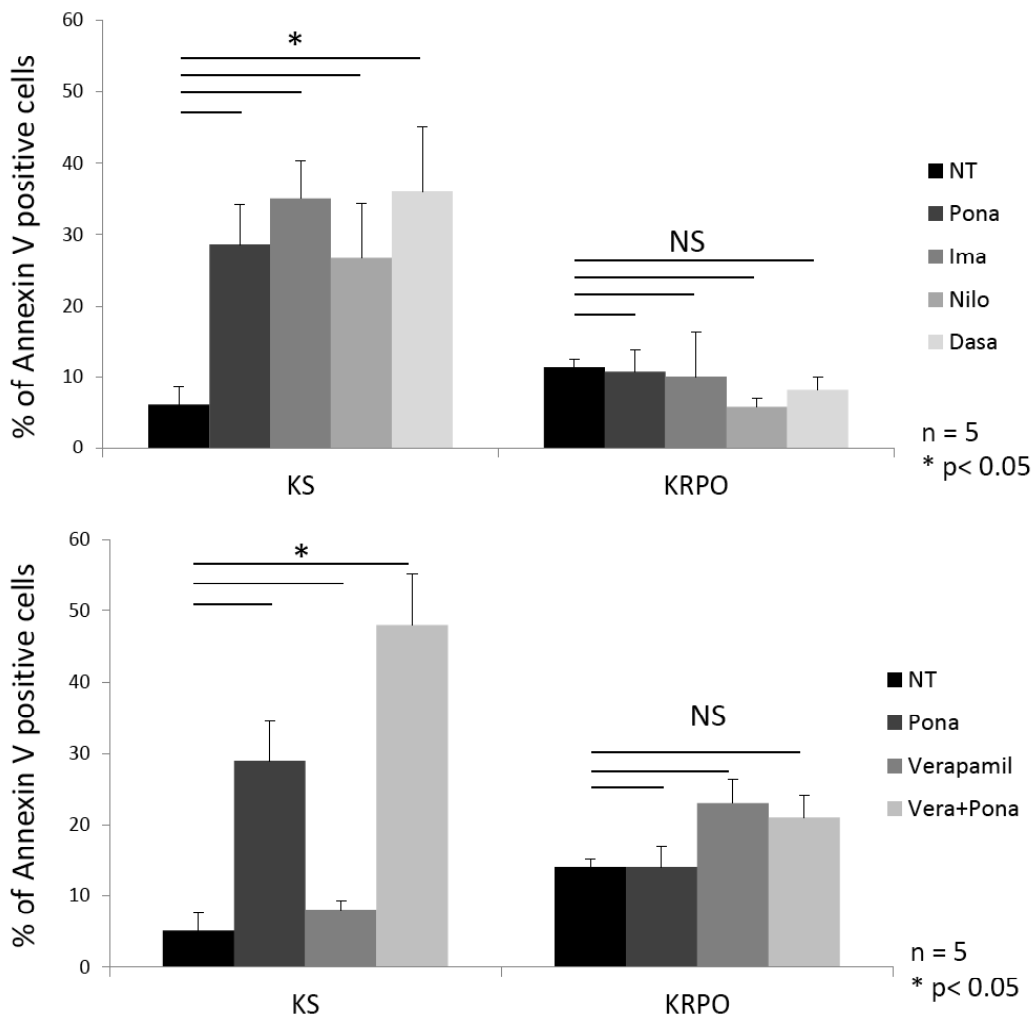 % of Annexin V positive cells
60
50
40
30
20
10
0
*
NS
KS
KRPO
NT
Pona
Ima
Nilo
Dasa
n = 5
* p< 0.05
% of Annexin V positive cells
60
50
40
30
20
10
0
*
NS
KS
KRPO
NT
Pona
Verapamil
Vera+Pona
n = 5
* p< 0.05